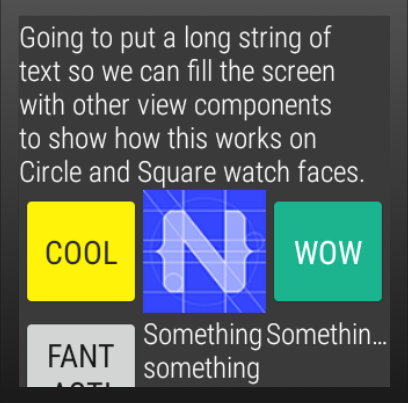 Going to put a long string of
text so we can fill the screen
with other view components
to show how this works on
Circle and Square watch faces.
COOL
N
WOW
FANT
Something
something
Somethin...